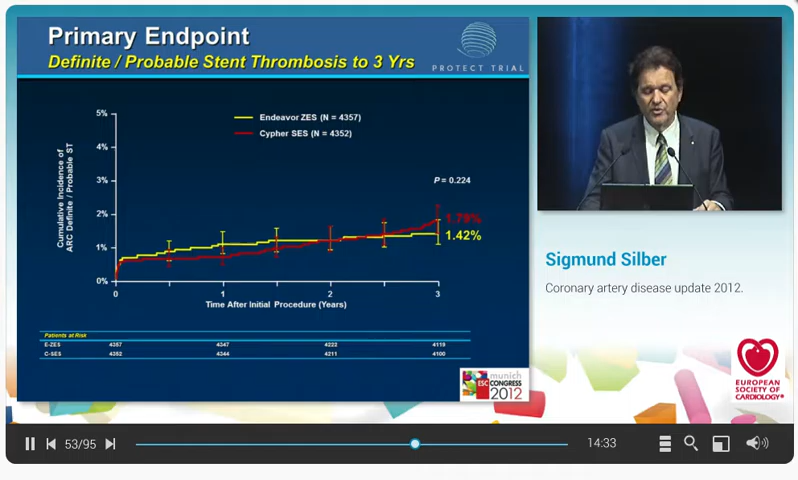 Primary Endpoint
Definite / Probable Stent Thrombosis to 3 Yrs
PROTECT TRIAL
5%
4%
3%
2%
1%
0%
Cumulative Incidence of
ARC Definite / Probable ST
Endeavor ZES (N = 4357)
Cypher SES (N = 4352)
P = 0.224
1.79%
1.42%
0 1 2 3
Time After Initial Procedure (Years)
Patients at Risk
E-ZES 4357 4347 4222 4119
C-SES 4352 4344 4211 4100
munich
ESC CONGRESS
2012
Sigmund Silber
Coronary artery disease update 2012.
EUROPEAN
SOCIETY OF
CARDIOLOGY®
53/95
14:33